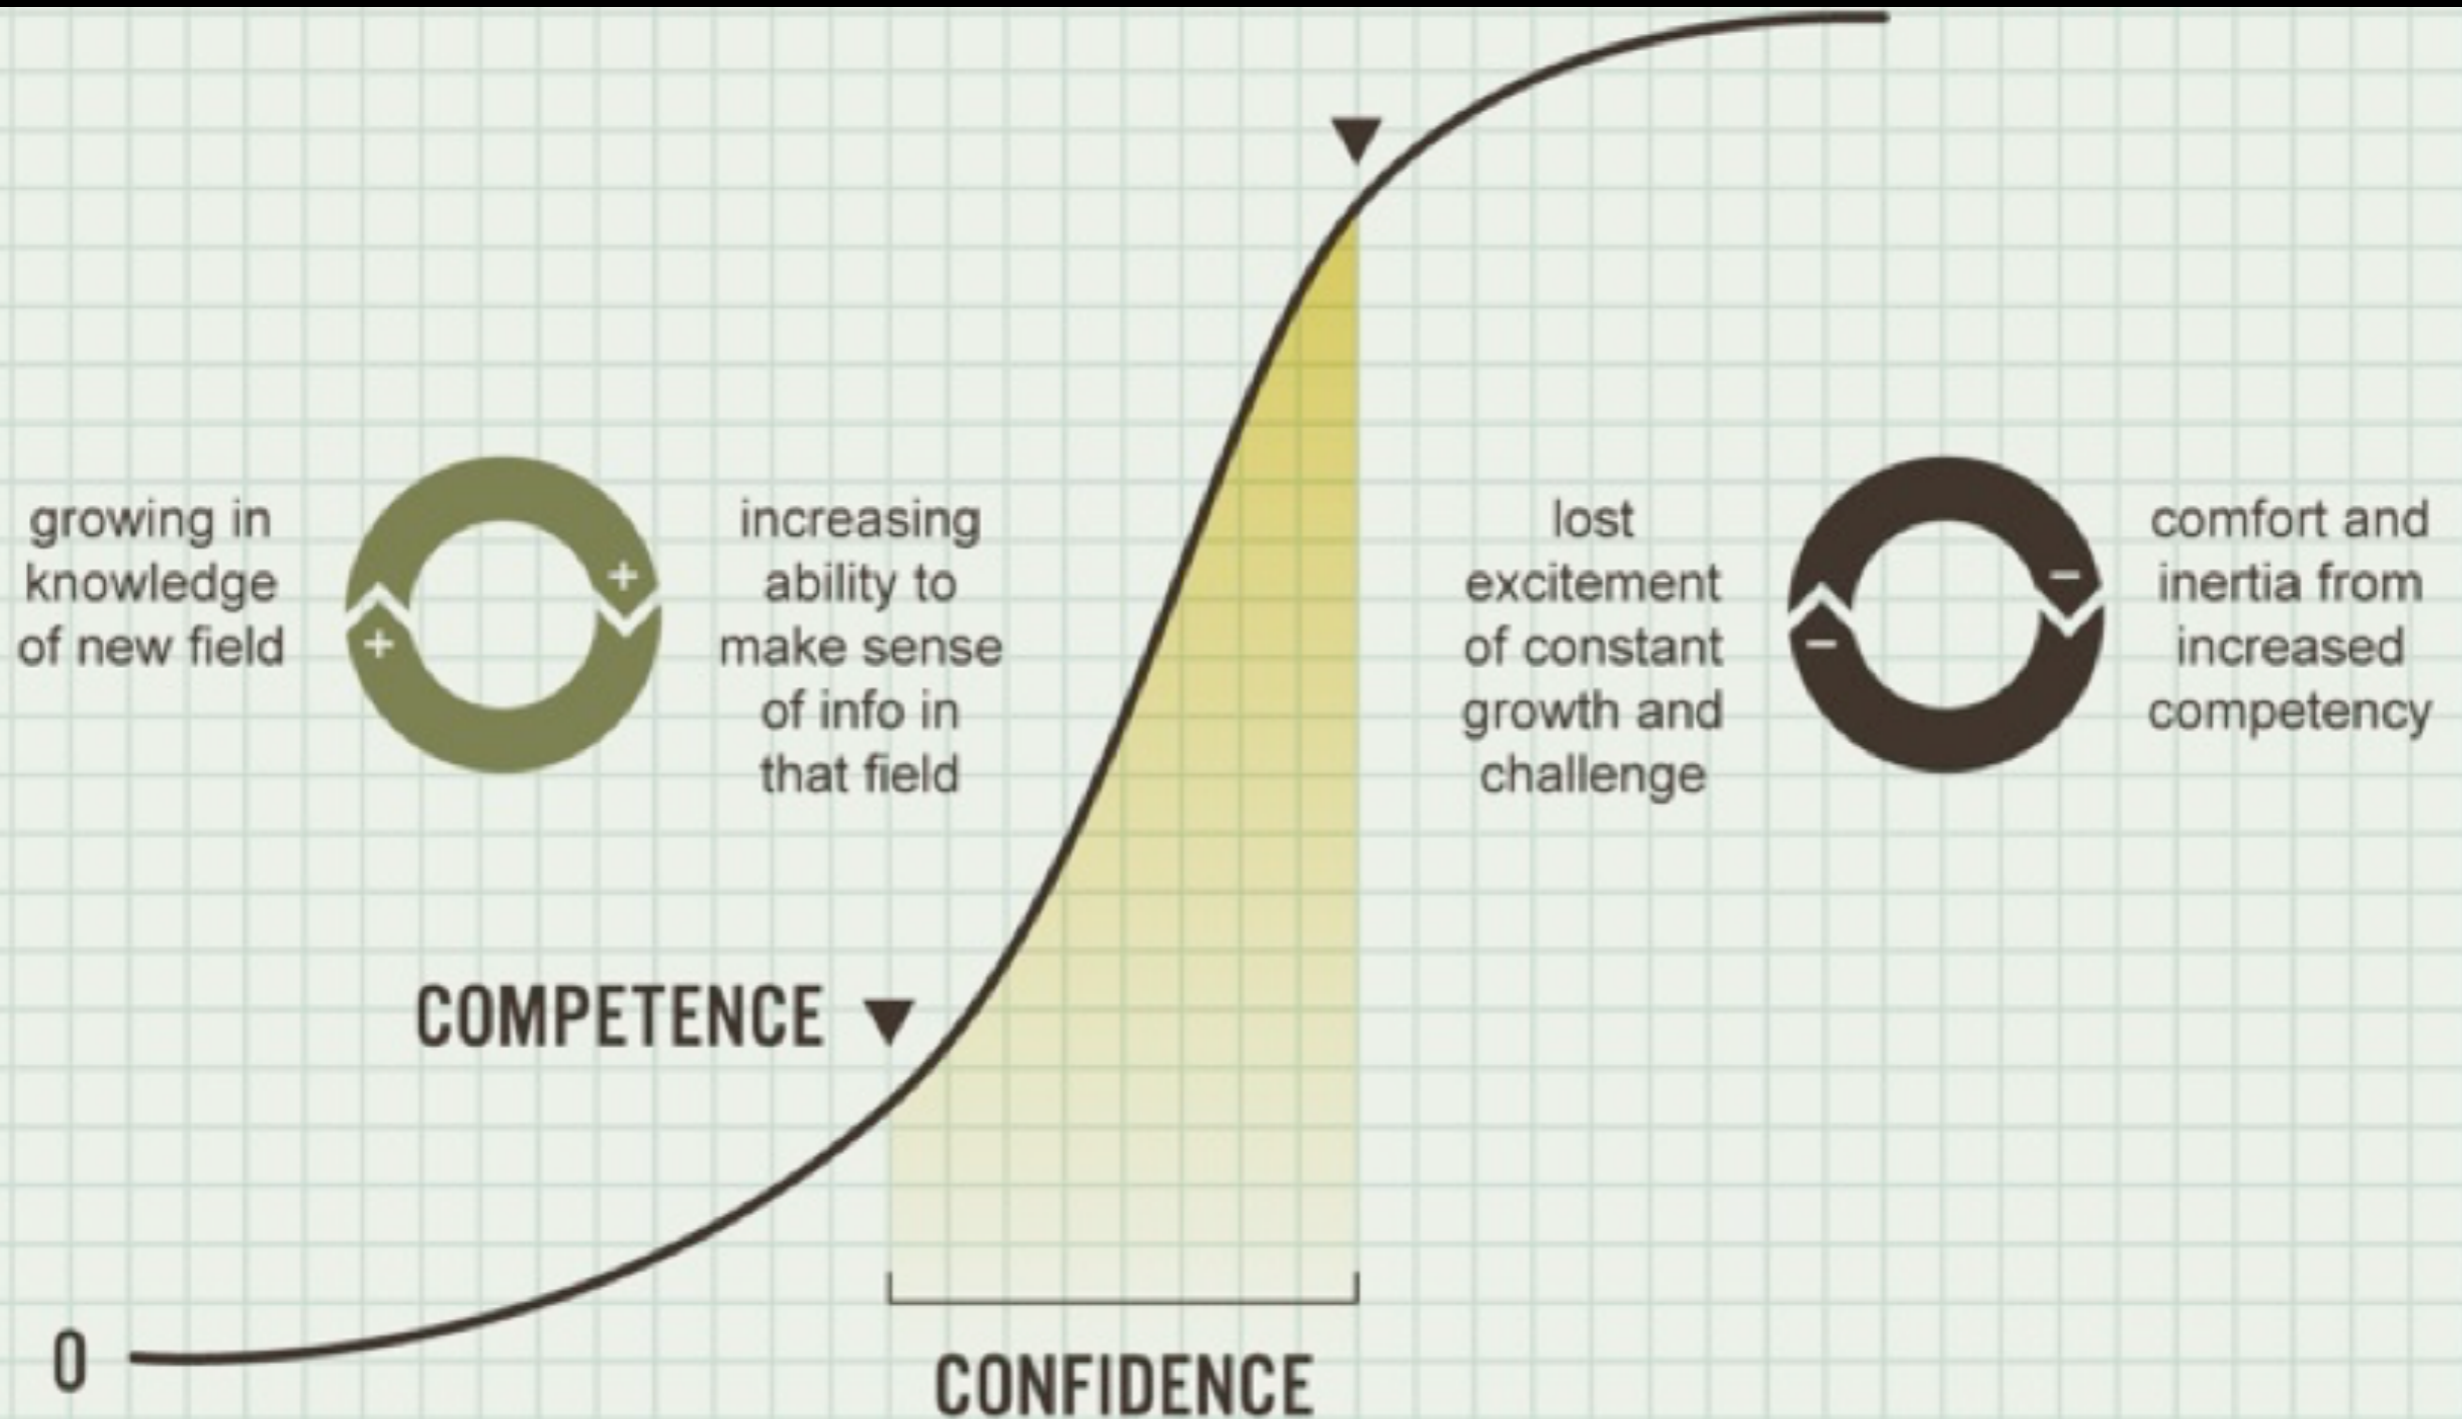 growing in
knowledge
of new field
+
+
increasing
ability to
make sense
of info in
that field
lost
excitement
of constant
growth and
challenge
−
−
comfort and
inertia from
increased
competency
COMPETENCE
0
CONFIDENCE